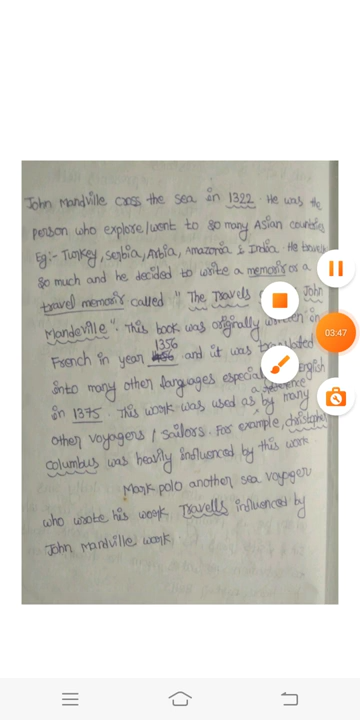 John Mandville cross the sea in 1322. He was the
person who explore/went to so many Asian countries
Eg:- Turkey, Serbia, Arbia, Amazonia & India. He travels
so much and he decided to write a memoir or a
travel memoir called " The Travels John
Mandeville". This book was originally in
French in year 1356 and it was
into many other languages especial English
in 1375. This work was used as a reference by many
other voyagers / sailors. For example, christopher
columbus was heavily influenced by this work
Mark polo another sea voyager
who wrote his work Travells influenced by
John Mandville work.
03:47